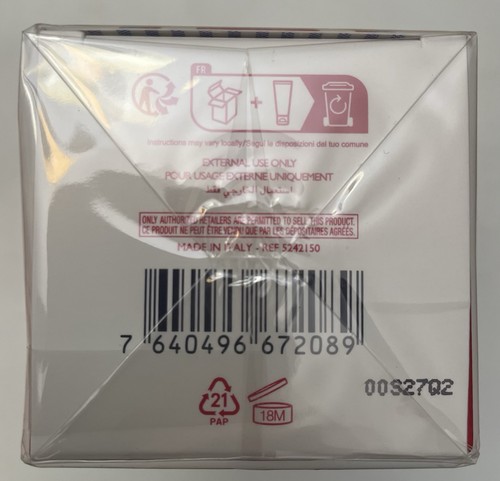 FR
+
Instructions may vary locally/Segui le disposizioni del tuo comune
EXTERNAL USE ONLY
POUR USAGE EXTERNE UNIQUEMENT
استعمال خارجي فقط
ONLY AUTHORITED RETAILERS ARE PERMITTED TO SELL THIS PRODUCT.
CE PRODUIT NE PEUT ÊTRE VENDU QUE PAR LES DÉPOSITAIRES AGRÉÉS.
MADE IN ITALY - REF 5242150
7 640496 672089
00S27Q2
21
PAP
18M